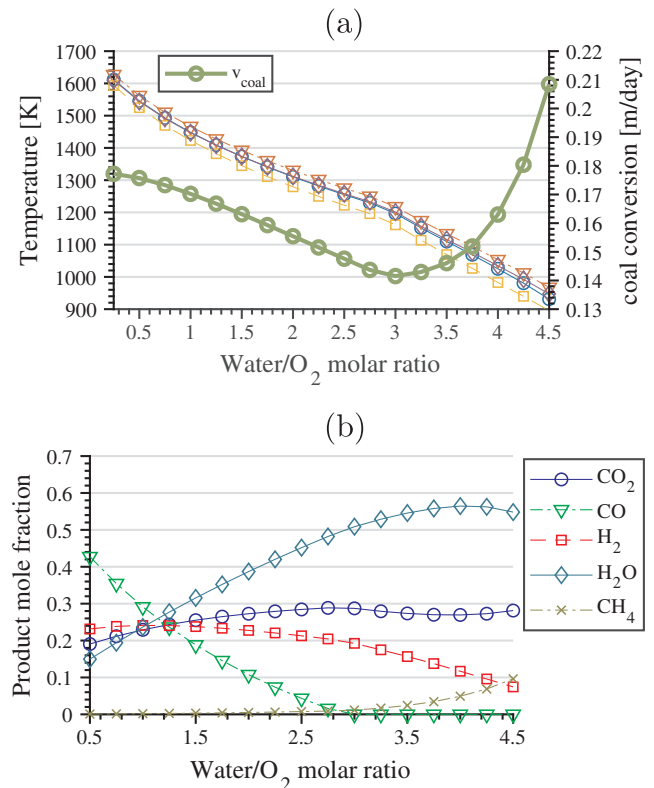 (a)
1700
1600
1500
1400
1300
1200
1100
1000
900
Temperature [K]
v_coal
0.22
0.21
0.2
0.19
0.18
0.17
0.16
0.15
0.14
0.13
coal conversion [m/day]
0.5 1 1.5 2 2.5 3 3.5 4 4.5
Water/O2 molar ratio
(b)
0.7
0.6
0.5
0.4
0.3
0.2
0.1
0
Product mole fraction
CO2
CO
H2
H2O
CH4
0.5 1.5 2.5 3.5 4.5
Water/O2 molar ratio